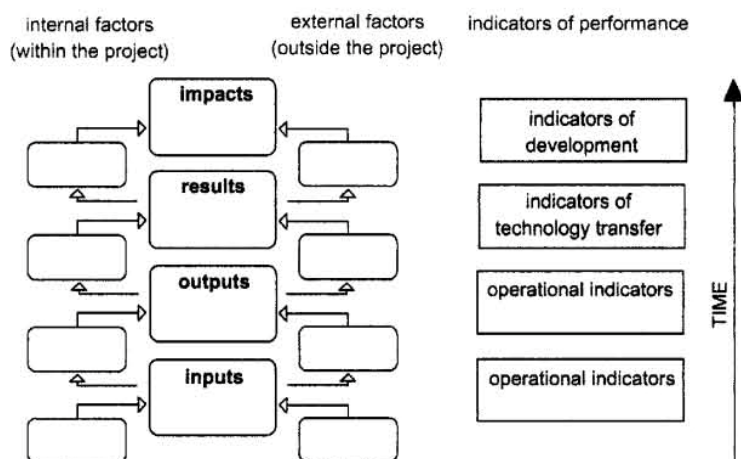 internal factors
(within the project)
external factors
(outside the project)
indicators of performance
impacts
indicators of
development
results
indicators of
technology transfer
outputs
operational indicators
inputs
operational indicators
TIME